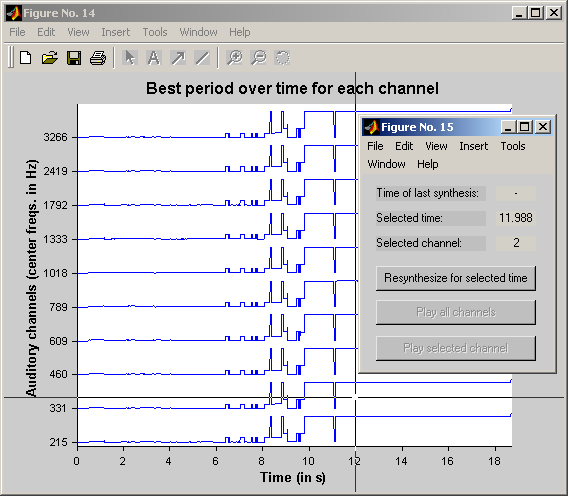 Figure No. 14
File Edit View Insert Tools Window Help
Best period over time for each channel
Auditory channels (center freqs. in Hz)
3266
2419
1792
1333
1018
789
609
460
331
215
0 2 4 6 8 10 12 14 16 18
Time (in s)
Figure No. 15
File Edit View Insert Tools
Window Help
Time of last synthesis: -
Selected time: 11.988
Selected channel: 2
Resynthesize for selected time
Play all channels
Play selected channel